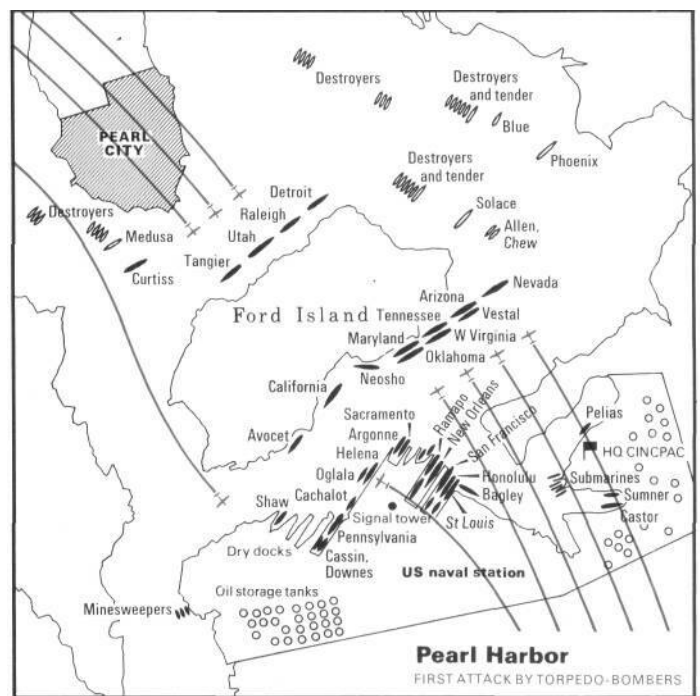 Destroyers
Destroyers
and tender
Blue
PEARL
CITY
Phoenix
Destroyers
and tender
Detroit
Raleigh
Solace
Destroyers
Utah
Allen,
Chew
Medusa
Tangier
Curtiss
Nevada
Arizona
Ford Island
Tennessee
Vestal
Maryland
W Virginia
Oklahoma
Neosho
California
Sacramento
Ramapo
New Orleans
San Francisco
Pelias
Avocet
Argonne
Helena
HQ CINCPAC
Oglala
Honolulu
Submarines
Cachalot
Bagley
Sumner
Shaw
Signal tower
St Louis
Castor
Pennsylvania
Dry docks
Cassin,
Downes
US naval station
Oil storage tanks
Minesweepers
Pearl Harbor
FIRST ATTACK BY TORPEDO-BOMBERS